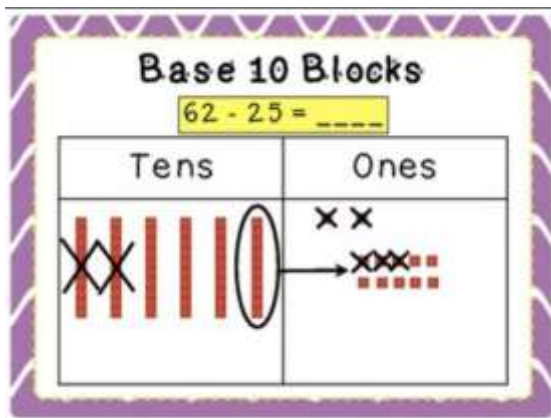 Base 10 Blocks
62 - 25 = ____
Tens
Ones